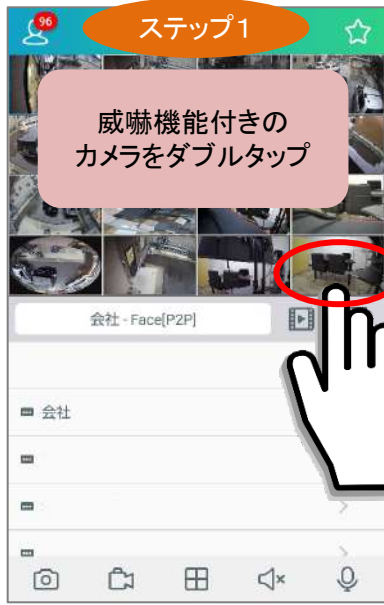 96
ステップ1
威嚇機能付きの
カメラをダブルタップ
会社 - Face[P2P]
会社